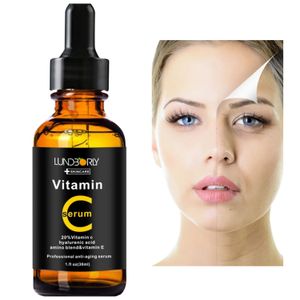 LUNDBORLY
+SKINCARE
Vitamin
C
serum
20%Vitamin c
hyaluronic acid
amino blend&vitamin E
Professional anti-aging serum
1 fl oz(30ml)